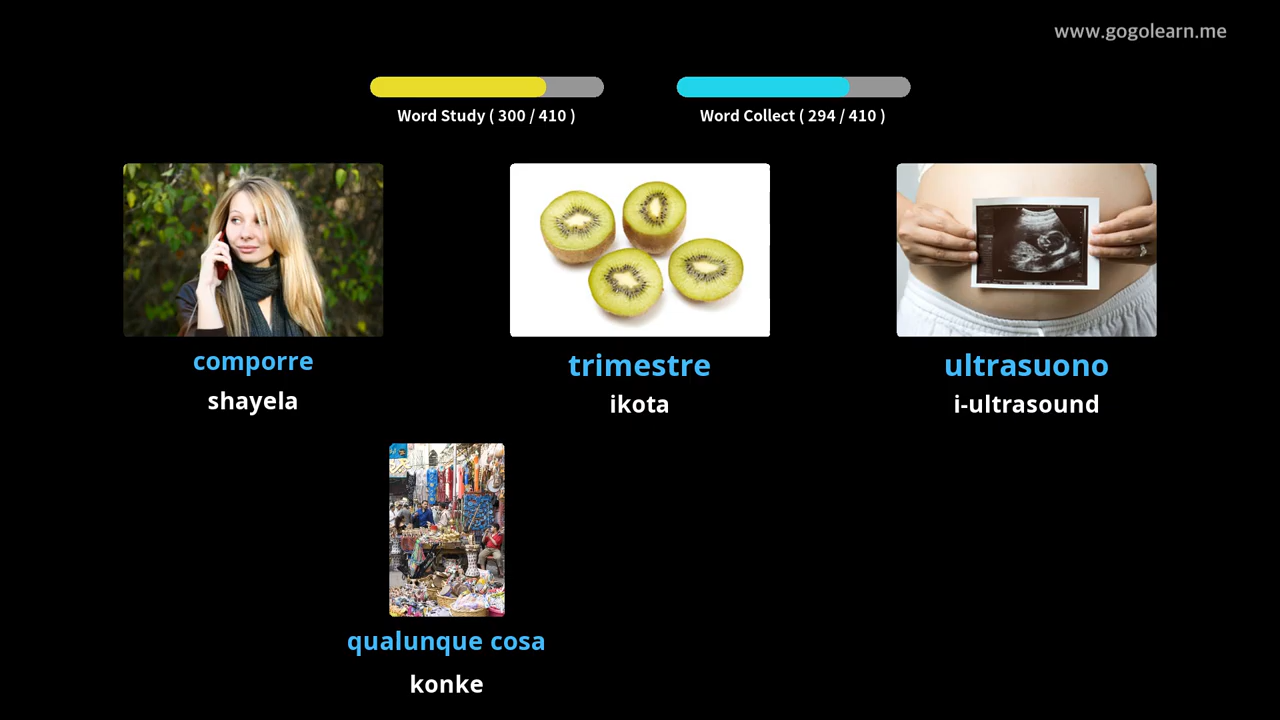 www.gogolearn.me
Word Study ( 300 / 410 )
Word Collect ( 294 / 410 )
comporre
shayela
trimestre
ikota
ultrasuono
i-ultrasound
qualunque cosa
konke